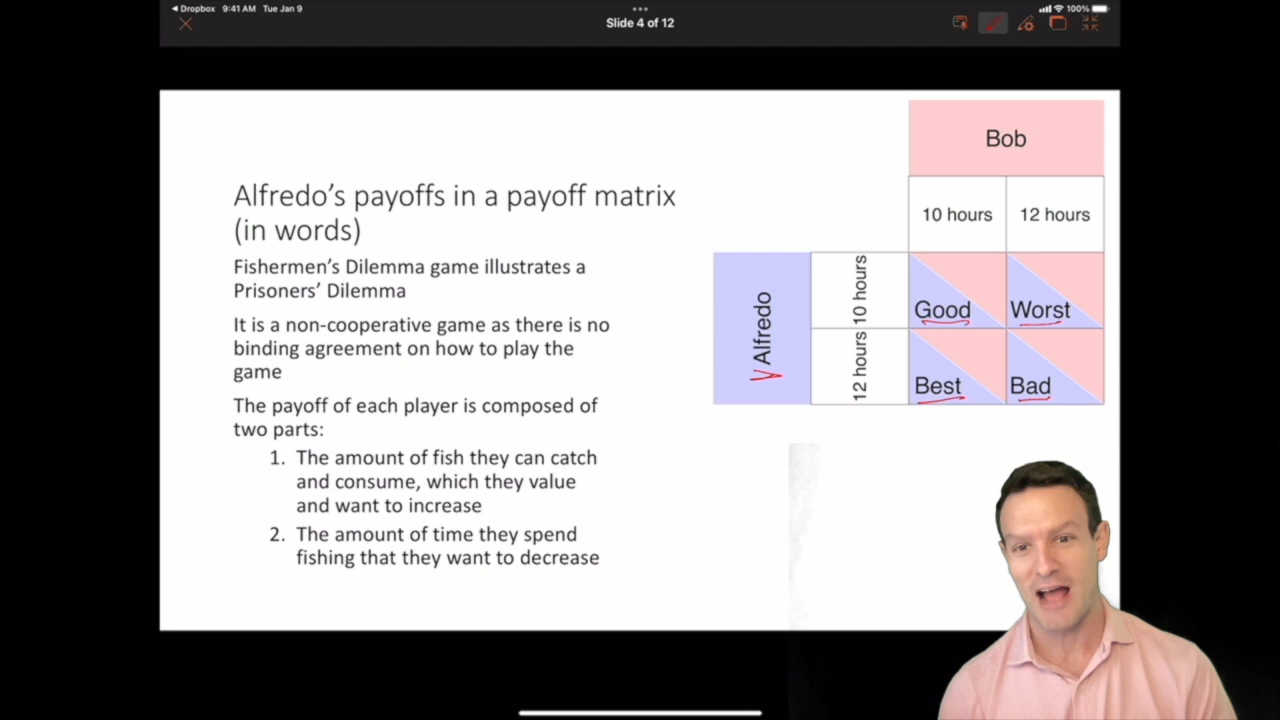 Dropbox 9:41 AM Tue Jan 9
100%
Slide 4 of 12
Alfredo's payoffs in a payoff matrix
(in words)
Fishermen's Dilemma game illustrates a
Prisoners' Dilemma
It is a non-cooperative game as there is no
binding agreement on how to play the
game
The payoff of each player is composed of
two parts:
1. The amount of fish they can catch
and consume, which they value
and want to increase
2. The amount of time they spend
fishing that they want to decrease
Bob
10 hours 12 hours
Alfredo
10 hours
Good Worst
12 hours
Best Bad